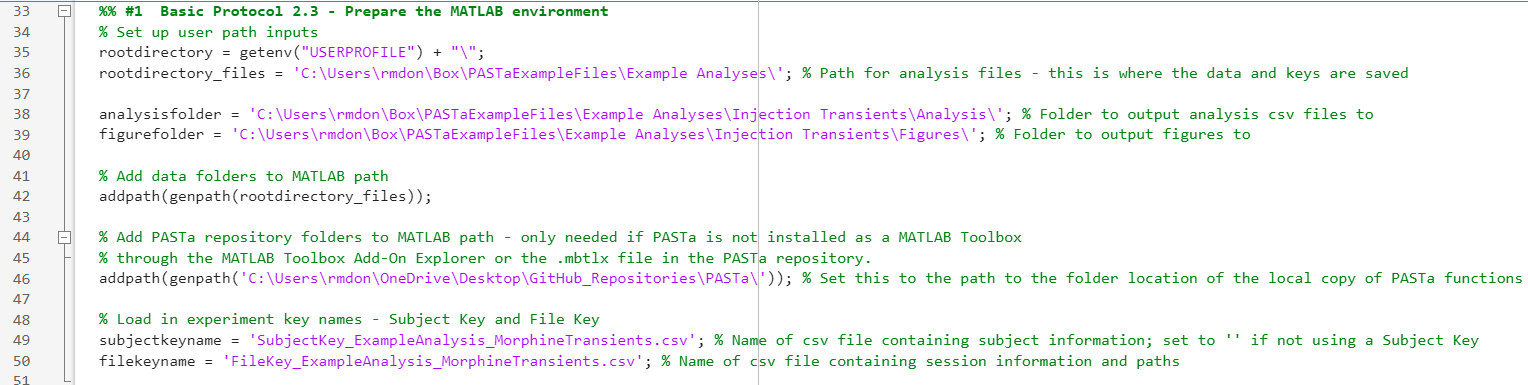 33 %% #1  Basic Protocol 2.3 - Prepare the MATLAB environment
34 % Set up user path inputs
35 rootdirectory = getenv("USERPROFILE") + "\";
36 rootdirectory_files = 'C:\Users\rmdon\Box\PASTaExampleFiles\Example Analyses\'; % Path for analysis files - this is where the data and keys are saved
37
38 analysisfolder = 'C:\Users\rmdon\Box\PASTaExampleFiles\Example Analyses\Injection Transients\Analysis\'; % Folder to output analysis csv files to
39 figurefolder = 'C:\Users\rmdon\Box\PASTaExampleFiles\Example Analyses\Injection Transients\Figures\'; % Folder to output figures to
40
41 % Add data folders to MATLAB path
42 addpath(genpath(rootdirectory_files));
43
44 % Add PASTa repository folders to MATLAB path - only needed if PASTa is not installed as a MATLAB Toolbox
45 % through the MATLAB Toolbox Add-On Explorer or the .mbtlx file in the PASTa repository.
46 addpath(genpath('C:\Users\rmdon\OneDrive\Desktop\GitHub_Repositories\PASTa\')); % Set this to the path to the folder location of the local copy of PASTa functions
47
48 % Load in experiment key names - Subject Key and File Key
49 subjectkeyname = 'SubjectKey_ExampleAnalysis_MorphineTransients.csv'; % Name of csv file containing subject information; set to '' if not using a Subject Key
50 filekeyname = 'FileKey_ExampleAnalysis_MorphineTransients.csv'; % Name of csv file containing session information and paths
51